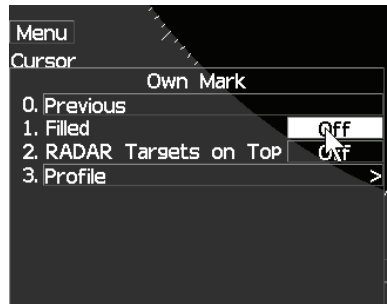 Menu
Cursor
Own Mark
0. Previous
1. Filled Off
2. RADAR Targets on Top Off
3. Profile >